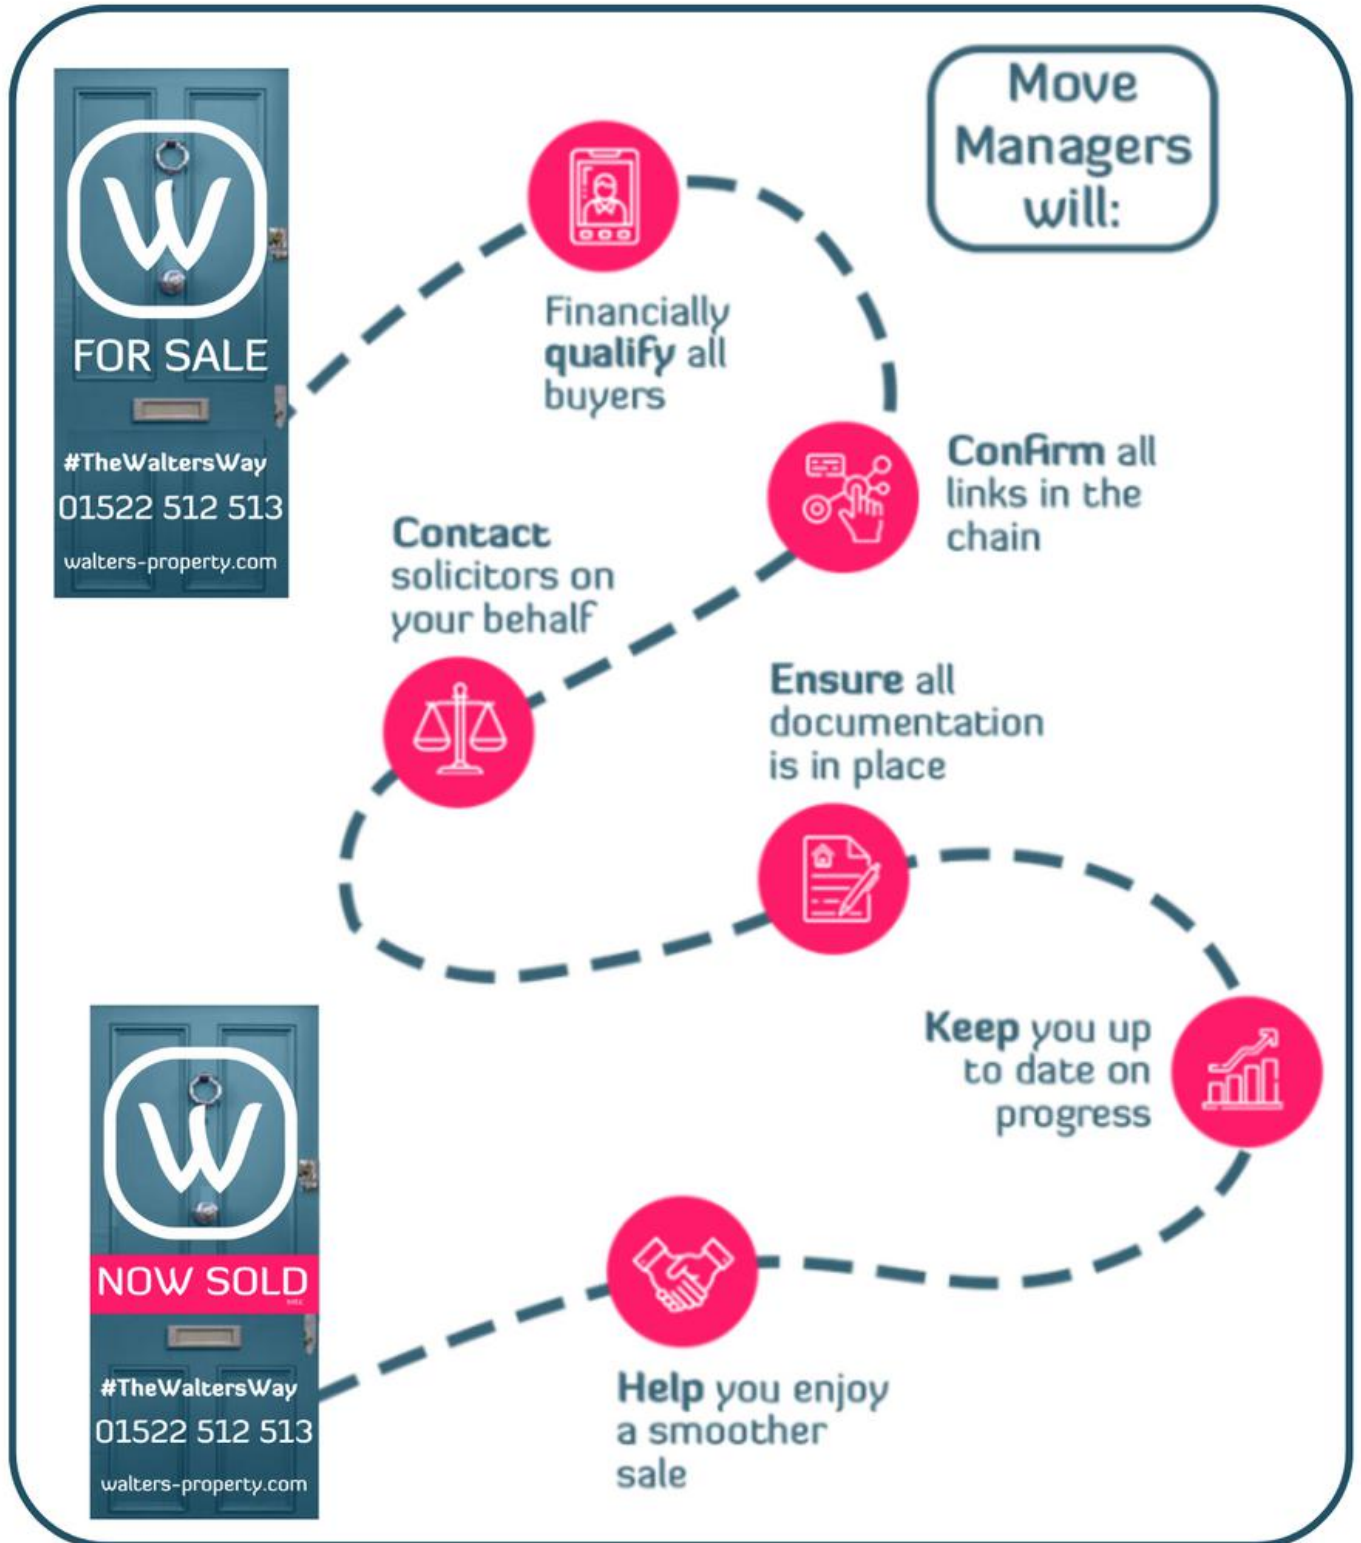 Move
Managers
will:
W
FOR SALE
#TheWaltersWay
01522 512 513
walters-property.com
Financially
qualify all
buyers
Confirm all
links in the
chain
Contact
solicitors on
your behalf
Ensure all
documentation
is in place
Keep you up
to date on
progress
Help you enjoy
a smoother
sale
W
NOW SOLD
#TheWaltersWay
01522 512 513
walters-property.com